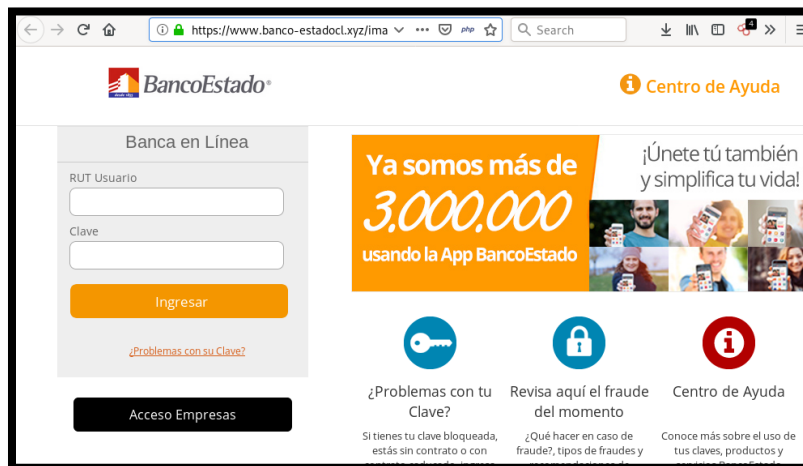 https://www.banco-estadocl.xyz/ima
php
Search
4
BancoEstado®
Centro de Ayuda
Banca en Línea
RUT Usuario
Clave
Ingresar
¿Problemas con su Clave?
Acceso Empresas
Ya somos más de
3.000.000
usando la App BancoEstado
¡Únete tú también
y simplifica tu vida!
¿Problemas con tu
Clave?
Si tienes tu clave bloqueada,
estás sin contrato o con
Revisa aquí el fraude
del momento
¿Qué hacer en caso de
fraude?, tipos de fraudes y
Centro de Ayuda
Conoce más sobre el uso de
tus claves, productos y
servicios BancoEstado